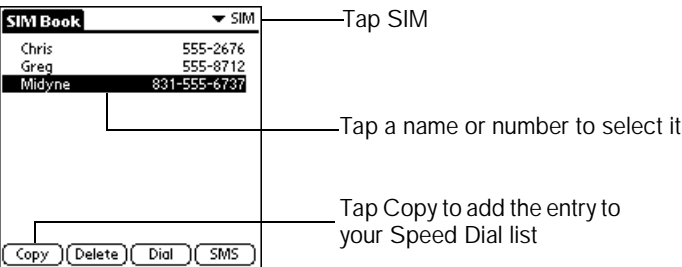 SIM Book SIM
Tap SIM
Chris 555-2676
Greg 555-8712
Midyne 831-555-6737
Tap a name or number to select it
Tap Copy to add the entry to
your Speed Dial list
Copy Delete Dial SMS